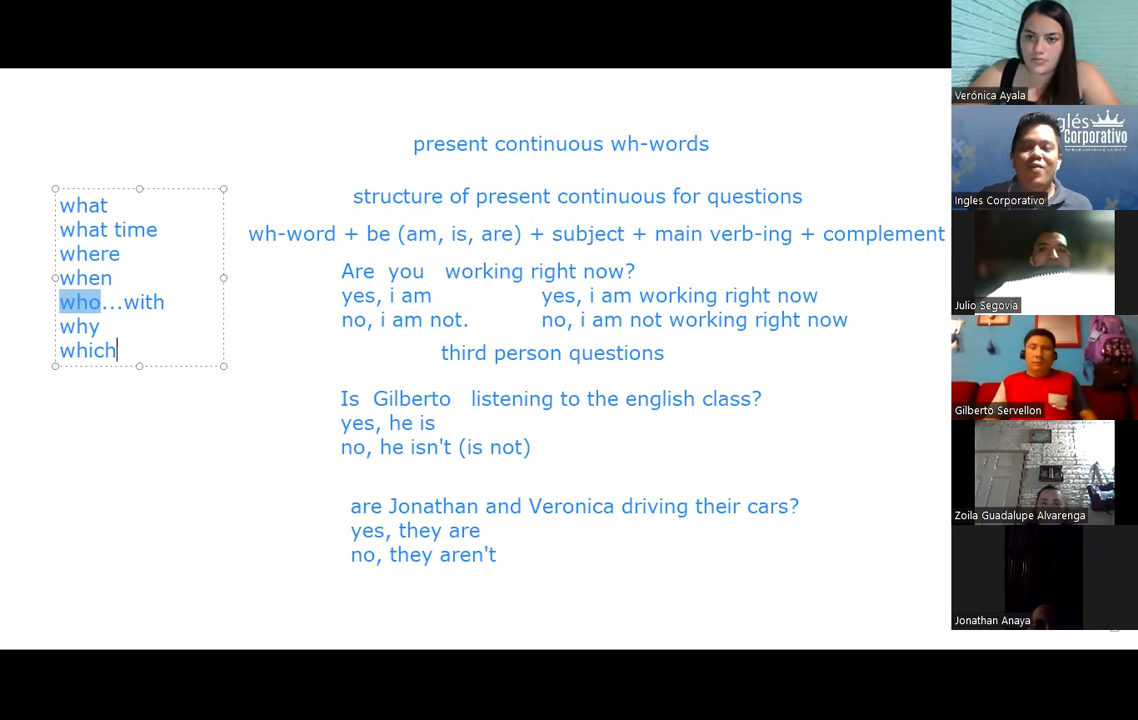 present continuous wh-words
structure of present continuous for questions
wh-word + be (am, is, are) + subject + main verb-ing + complement
what
what time
where
when
who...with
why
which
Are you working right now?
yes, i am yes, i am working right now
no, i am not. no, i am not working right now
third person questions
Is Gilberto listening to the english class?
yes, he is
no, he isn't (is not)
are Jonathan and Veronica driving their cars?
yes, they are
no, they aren't
Verónica Ayala
glés
Corporativo
Ingles Corporativo
Julio Segovia
Gilberto Servellon
Zoila Guadalupe Alvarenga
Jonathan Anaya